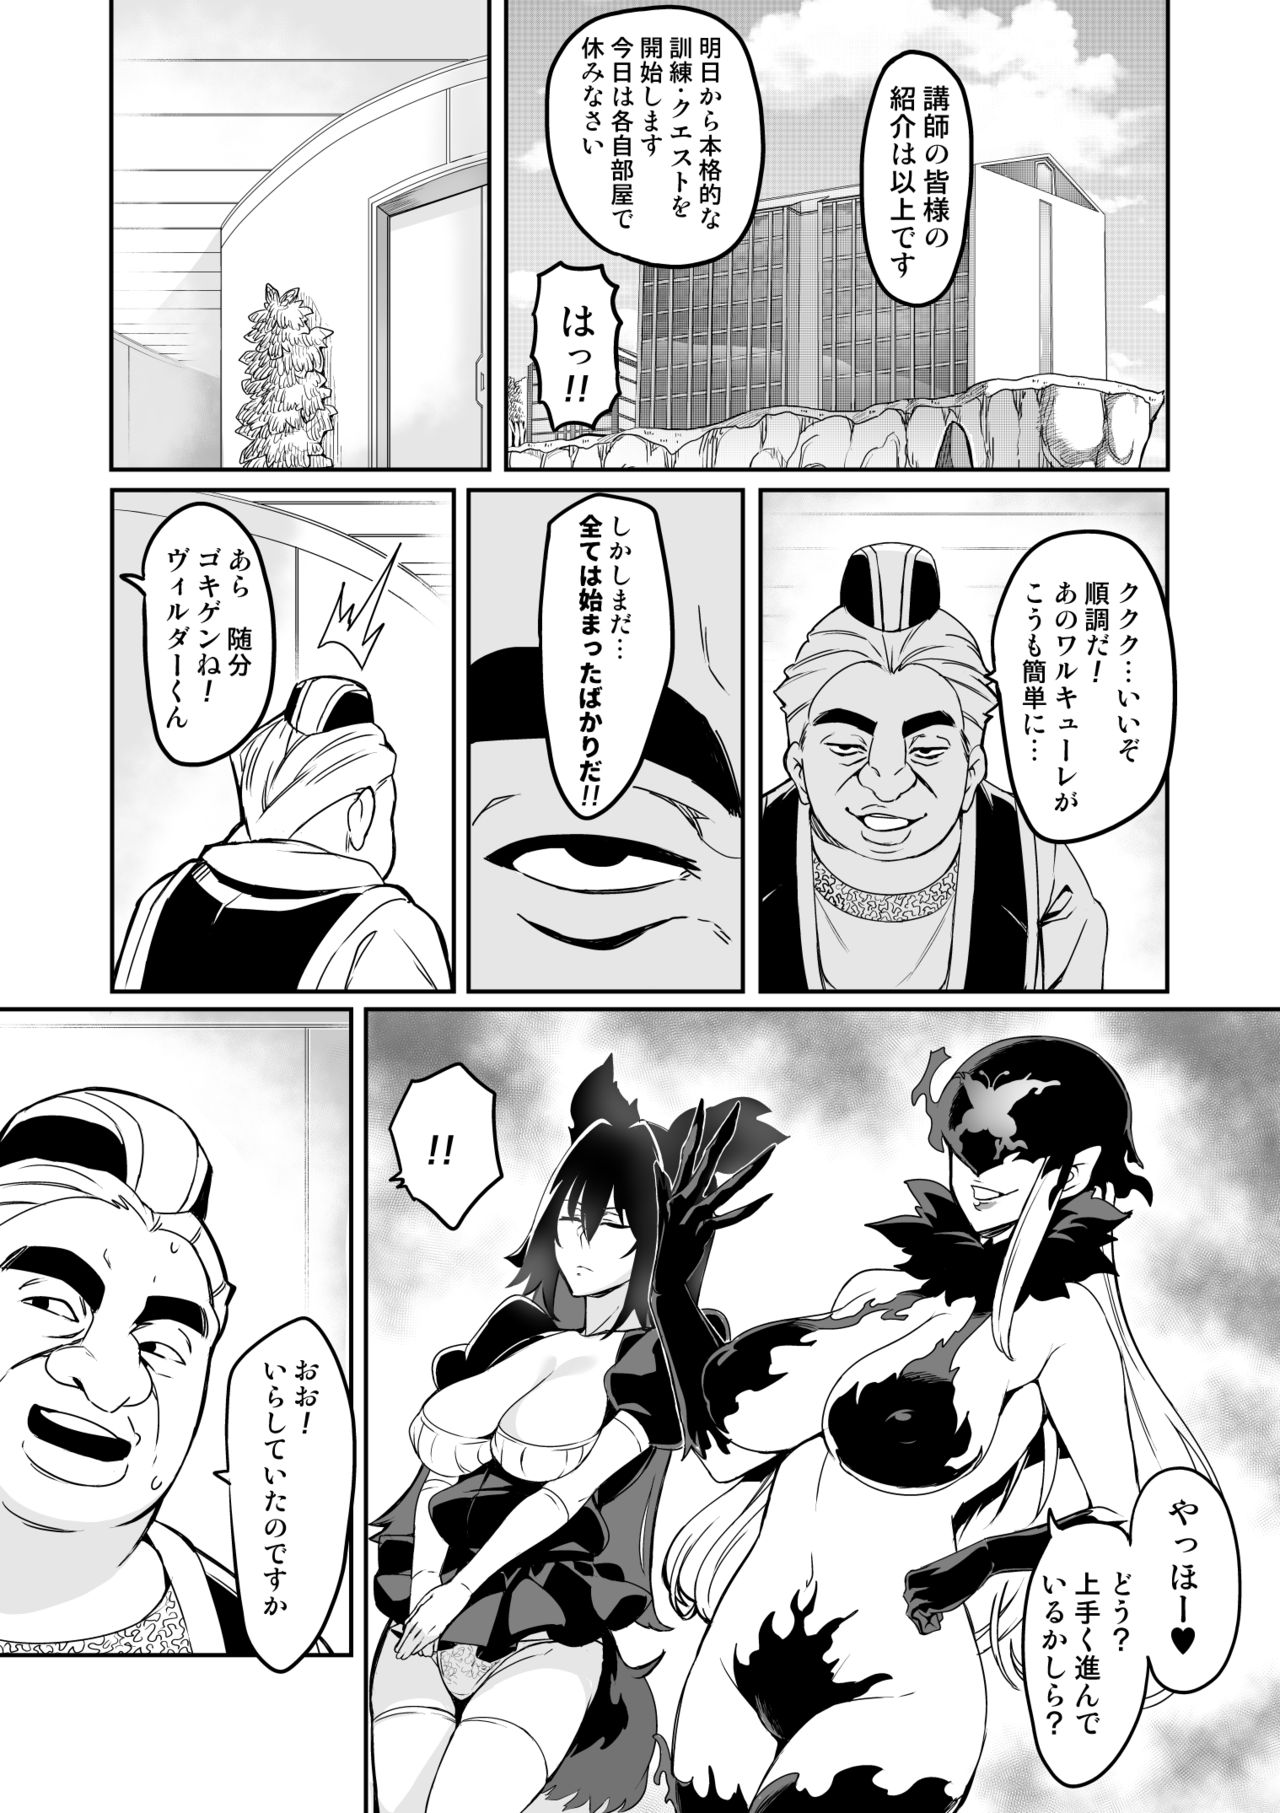 講師の皆様の
紹介は以上です
明日から本格的な
訓練・クエストを
開始します
今日は各自部屋で
休みなさい
はっ!!
ククク…いいぞ
順調だ!
あのワルキューレが
こうも簡単に…
しかしまだ…
全ては始まったばかりだ!!
あら　随分
ゴキゲンね!
ヴィルダーくん
やっほー♥
どう?
上手く進んで
いるかしら?
!!
おお!
いらしていたのですか